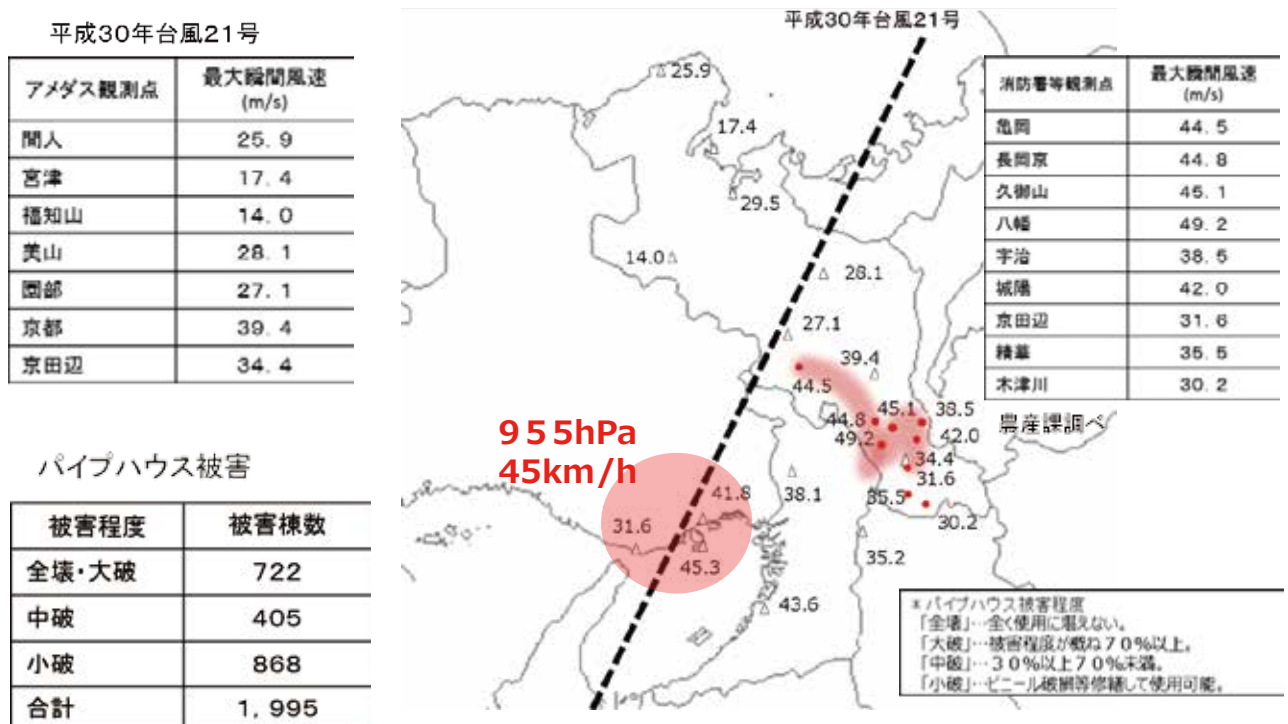 平成30年台風21号
アメダス観測点 最大瞬間風速(m/s)
間人 25.9
宮津 17.4
福知山 14.0
美山 28.1
園部 27.1
京都 39.4
京田辺 34.4
パイプハウス被害
被害程度 被害棟数
全壊・大破 722
中破 405
小破 868
合計 1,995
平成30年台風21号
25.9
17.4
29.5
14.0
28.1
27.1
39.4
44.5
45.1
38.5
44.8
49.2
42.0
34.4
31.6
955hPa
45km/h
41.8
38.1
35.5
31.6
30.2
45.3
35.2
43.6
消防署等観測点 最大瞬間風速(m/s)
亀岡 44.5
長岡京 44.8
久御山 45.1
八幡 49.2
宇治 38.5
城陽 42.0
京田辺 31.6
精華 35.5
木津川 30.2
農産課調べ
*パイプハウス被害程度
「全壊」…全く使用に堪えない。
「大破」…被害程度が概ね70%以上。
「中破」…30%以上70%未満。
「小破」…ビニール破損等修繕して使用可能。